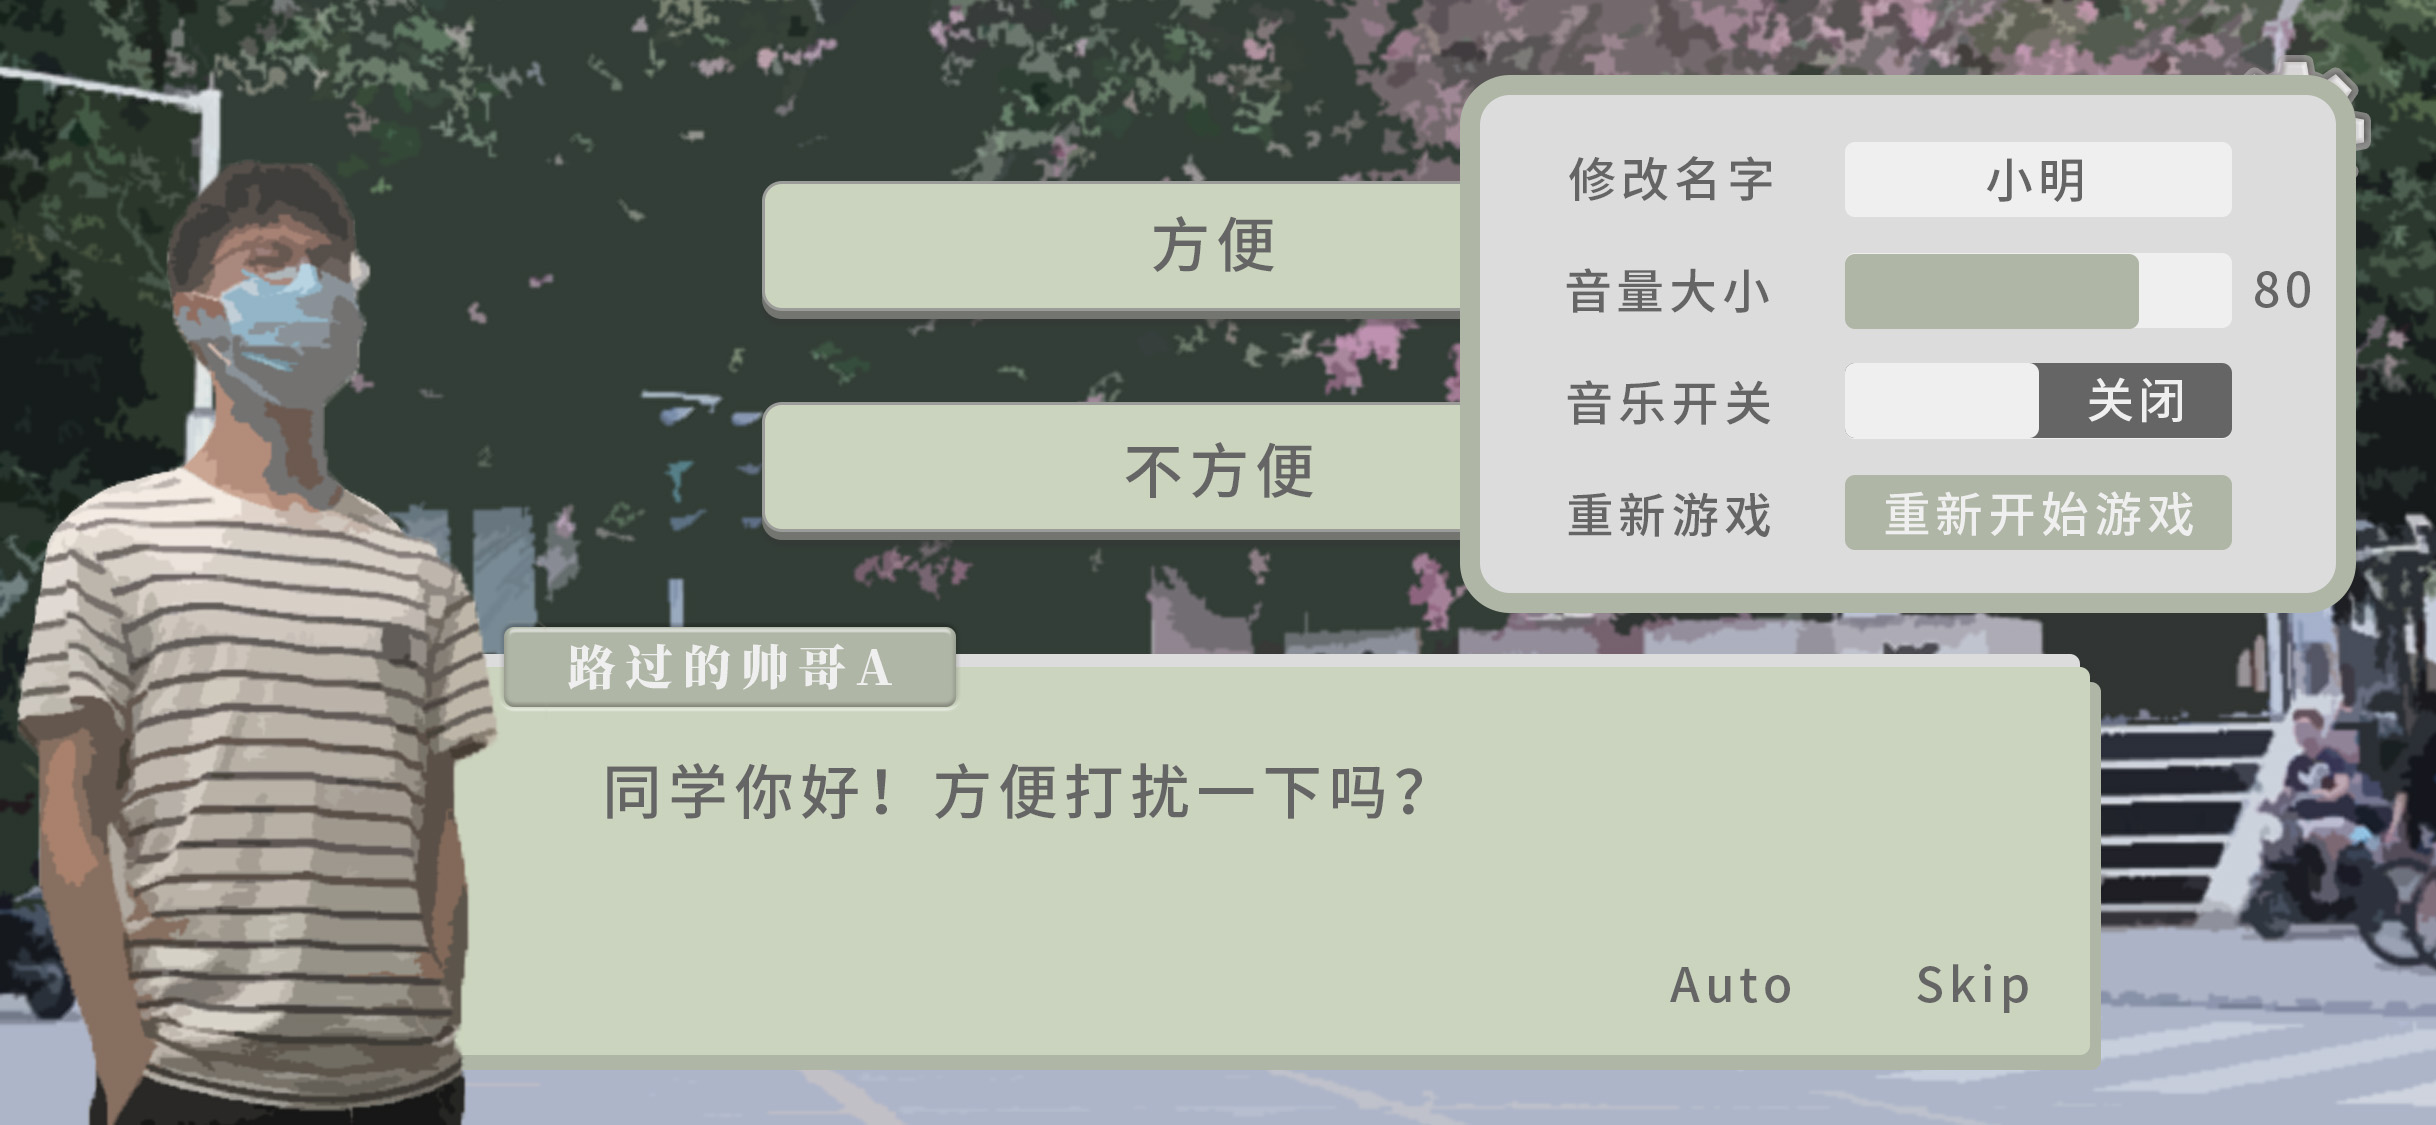 方便
不方便
修改名字 小明
音量大小 80
音乐开关 关闭
重新游戏 重新开始游戏
路过的帅哥A
同学你好！方便打扰一下吗？
Auto Skip